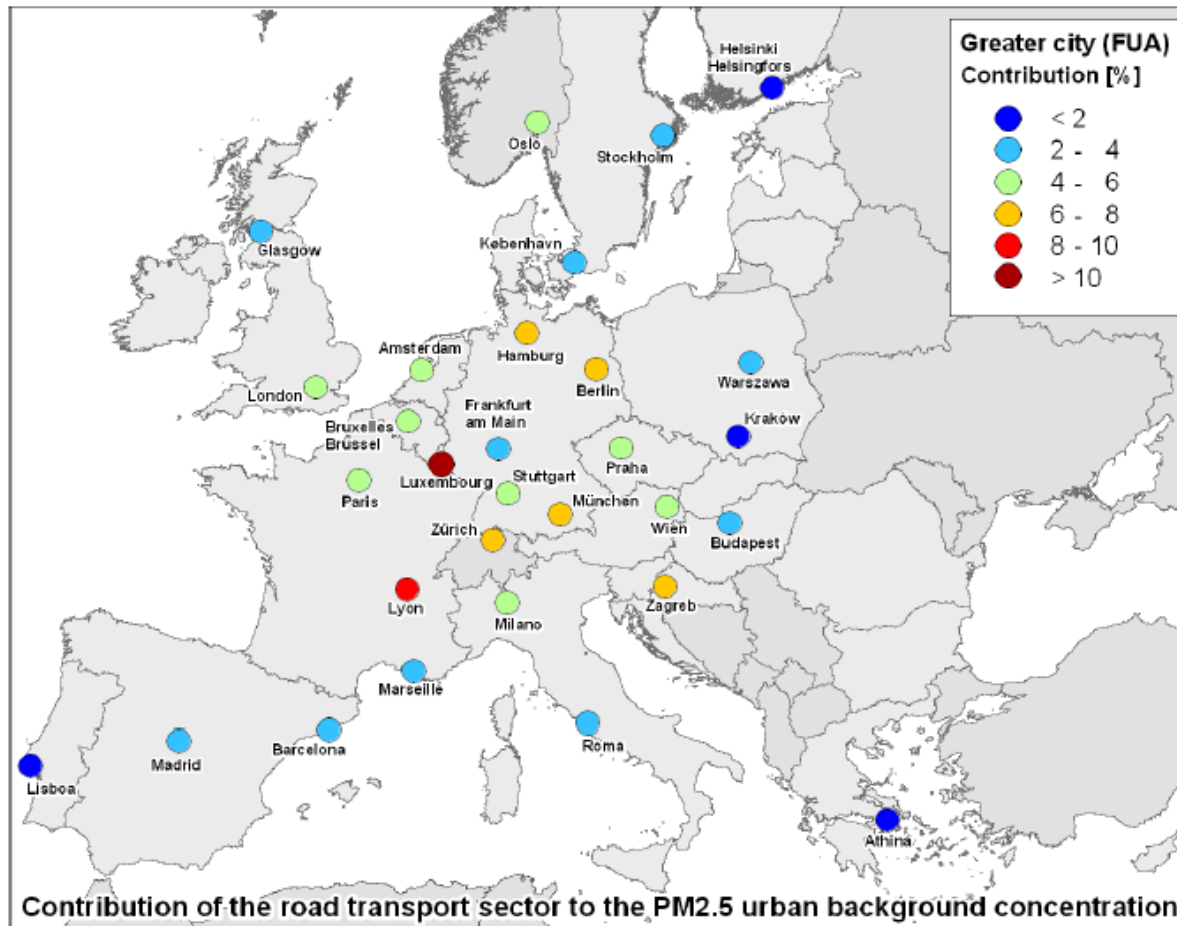 Greater city (FUA)
Contribution [%]
< 2
2 - 4
4 - 6
6 - 8
8 - 10
> 10
Helsinki
Helsingfors
Oslo
Stockholm
Glasgow
København
Hamburg
Amsterdam
Berlin
Warszawa
London
Frankfurt
am Main
Kraków
Bruxelles
Brüssel
Praha
Luxembourg
Stuttgart
Paris
München
Wien
Zürich
Budapest
Lyon
Zagreb
Milano
Marseille
Barcelona
Roma
Madrid
Lisboa
Athina
Contribution of the road transport sector to the PM2.5 urban background concentration